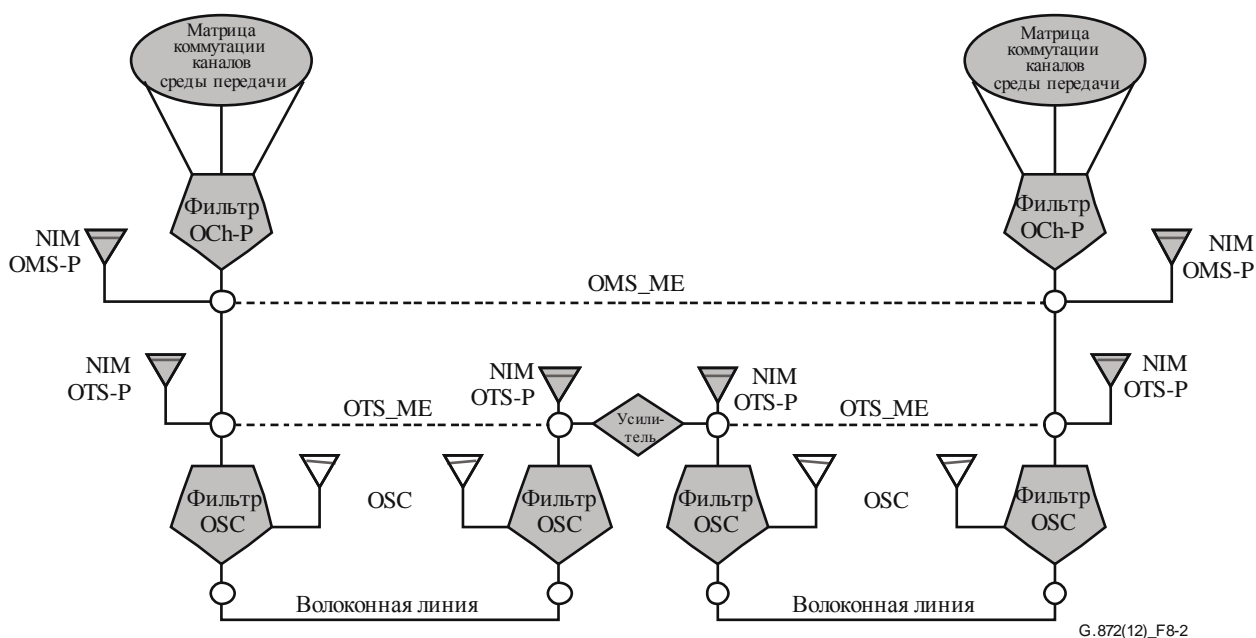 Матрица
коммутации
каналов
среды передачи
Матрица
коммутации
каналов
среды передачи
Фильтр
OCh-P
Фильтр
OCh-P
NIM
OMS-P
NIM
OMS-P
OMS_ME
NIM
OTS-P
NIM
OTS-P
NIM
OTS-P
NIM
OTS-P
OTS_ME
OTS_ME
Усили-
тель
Фильтр
OSC
OSC
Фильтр
OSC
Фильтр
OSC
OSC
Фильтр
OSC
Волоконная линия
Волоконная линия
G.872(12)_F8-2